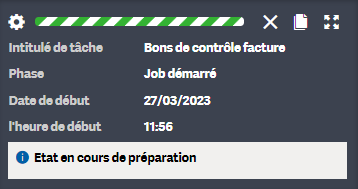 Intitulé de tâche Bons de contrôle facture
Phase Job démarré
Date de début 27/03/2023
l'heure de début 11:56
Etat en cours de préparation